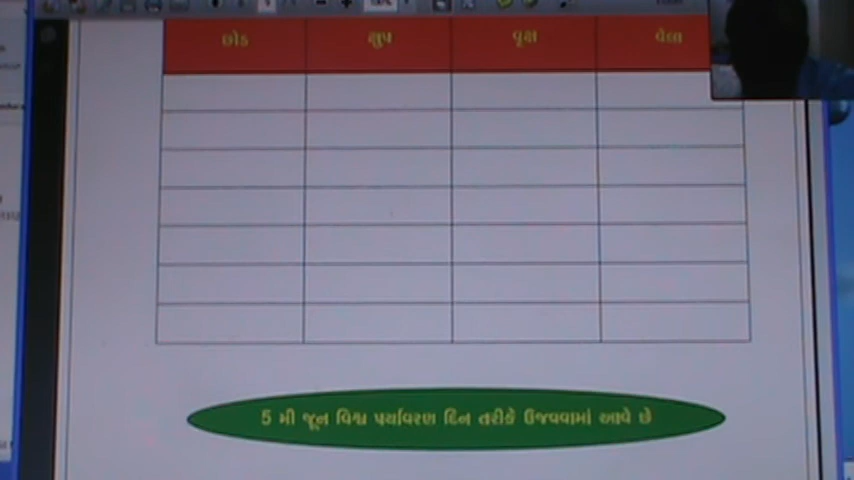 છોડ ક્ષુપ વૃક્ષ વેલા
5 મી જૂન વિશ્વ પર્યાવરણ દિન તરીકે ઉજવવામાં આવે છે